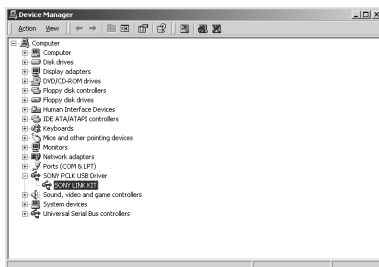 Device Manager
Action View
Computer
Computer
Disk drives
Display adapters
DVD/CD-ROM drives
Floppy disk controllers
Floppy disk drives
Human Interface Devices
IDE ATA/ATAPI controllers
Keyboards
Mice and other pointing devices
Monitors
Network adapters
Ports (COM & LPT)
SONY PCLK USB Driver
SONY LINK KIT
Sound, video and game controllers
System devices
Universal Serial Bus controllers